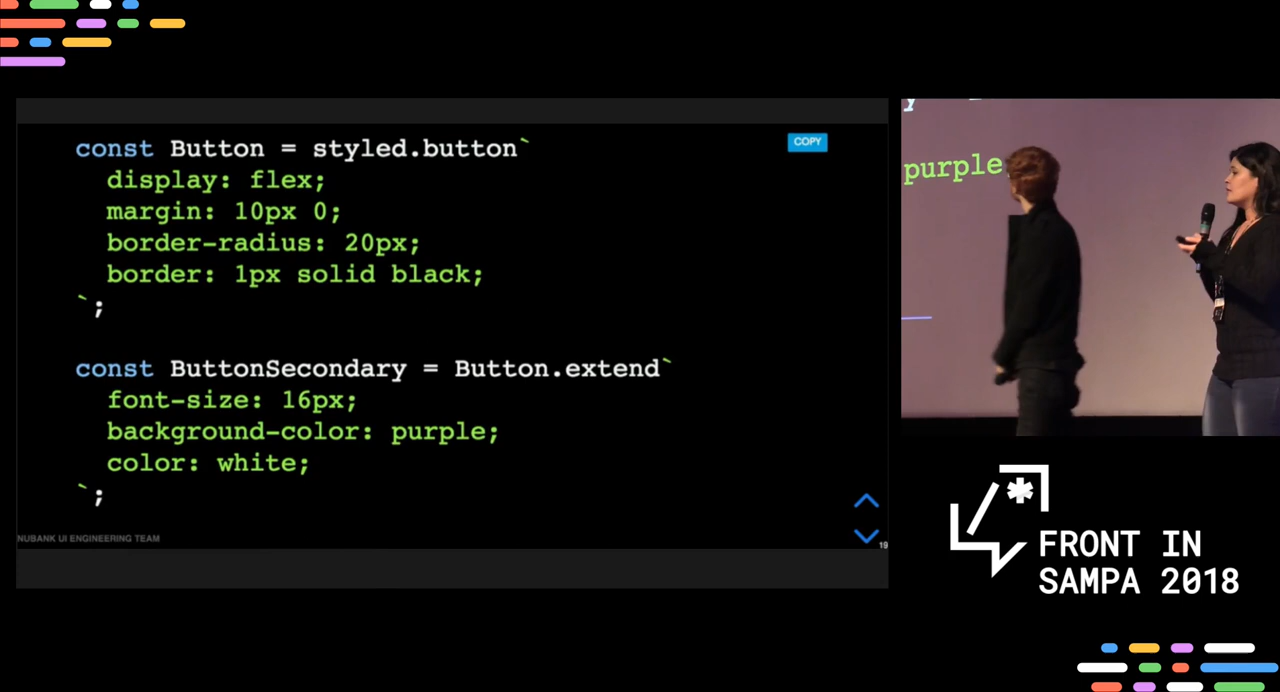 const Button = styled.button`
display: flex;
margin: 10px 0;
border-radius: 20px;
border: 1px solid black;
`;
COPY
const ButtonSecondary = Button.extend`
font-size: 16px;
background-color: purple;
color: white;
`;
NUBANK UI ENGINEERING TEAM
19
purple
FRONT IN
SAMPA 2018